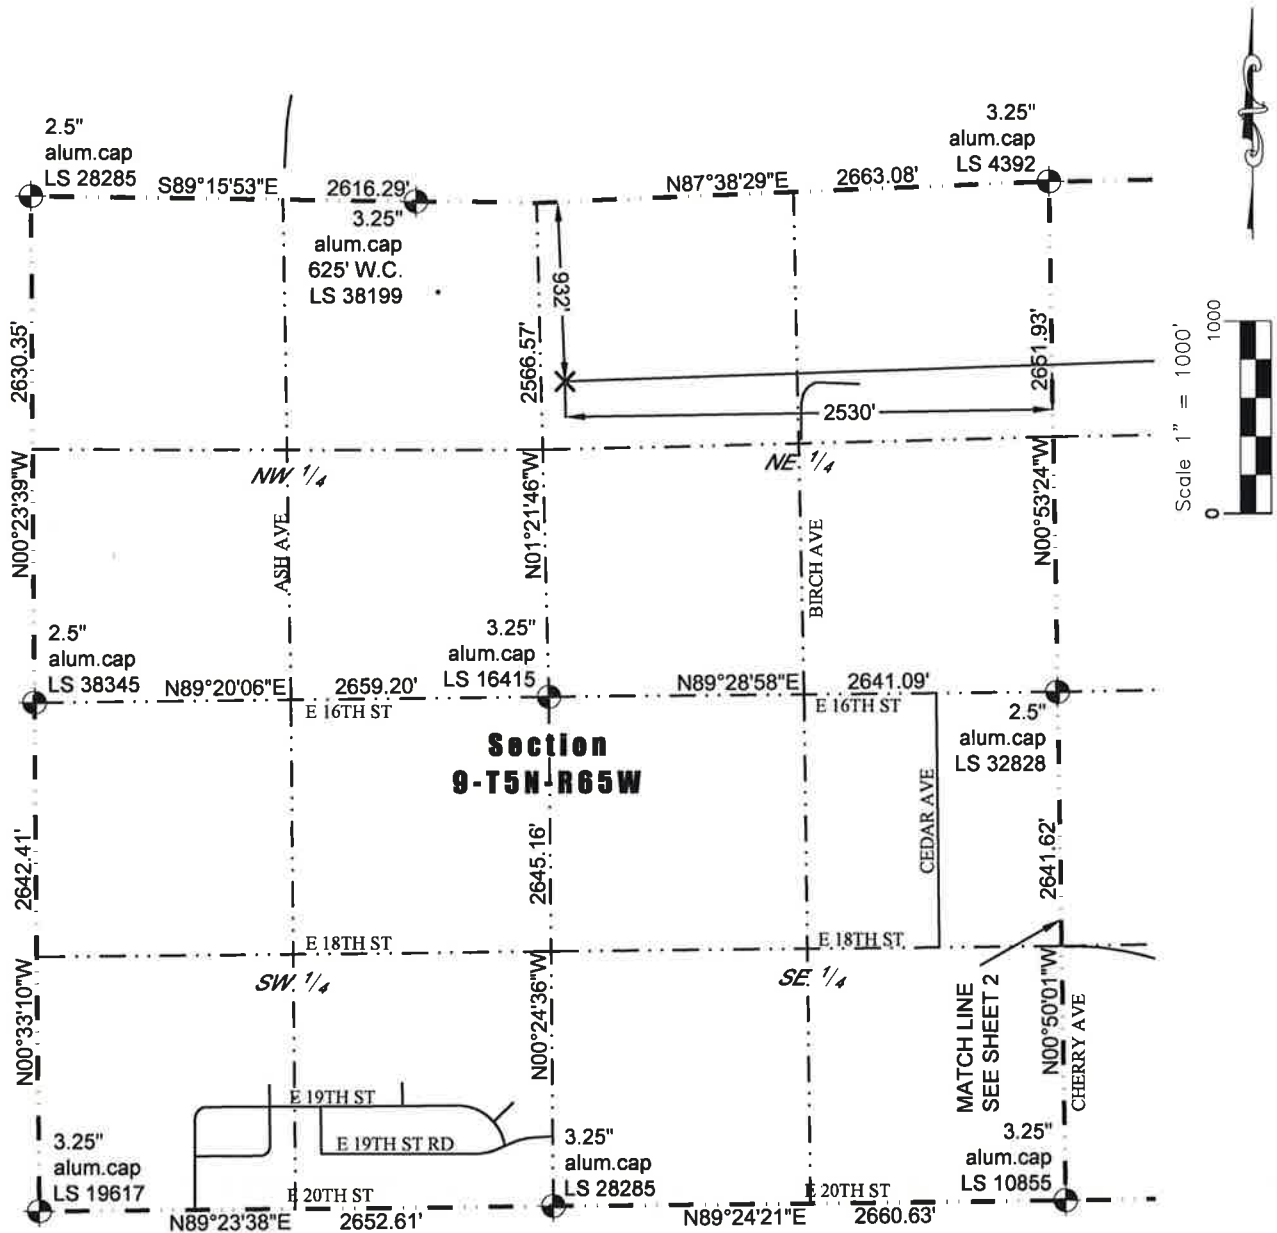 2.5"
alum.cap
LS 28285
S89°15'53"E
2616.29'
3.25"
alum.cap
625' W.C.
LS 38199
N87°38'29"E
2663.08'
3.25"
alum.cap
LS 4392
932'
2530'
2630.35'
N00°23'39"W
2566.57'
N01°21'46"W
2651.93'
N00°53'24"W
Scale 1" = 1000'
0
1000
NW 1/4
NE 1/4
ASH AVE
BIRCH AVE
2.5"
alum.cap
LS 38345
N89°20'06"E
2659.20'
E 16TH ST
3.25"
alum.cap
LS 16415
N89°28'58"E
2641.09'
E 16TH ST
2.5"
alum.cap
LS 32828
Section
9-T5N-R65W
2642.41'
N00°33'10"W
2645.16'
N00°24'36"W
CEDAR AVE
2641.62'
N00°50'01"W
CHERRY AVE
E 18TH ST
E 18TH ST
SW 1/4
SE 1/4
MATCH LINE
SEE SHEET 2
E 19TH ST
E 19TH ST RD
3.25"
alum.cap
LS 19617
N89°23'38"E
E 20TH ST
2652.61'
3.25"
alum.cap
LS 28285
N89°24'21"E
E 20TH ST
2660.63'
3.25"
alum.cap
LS 10855